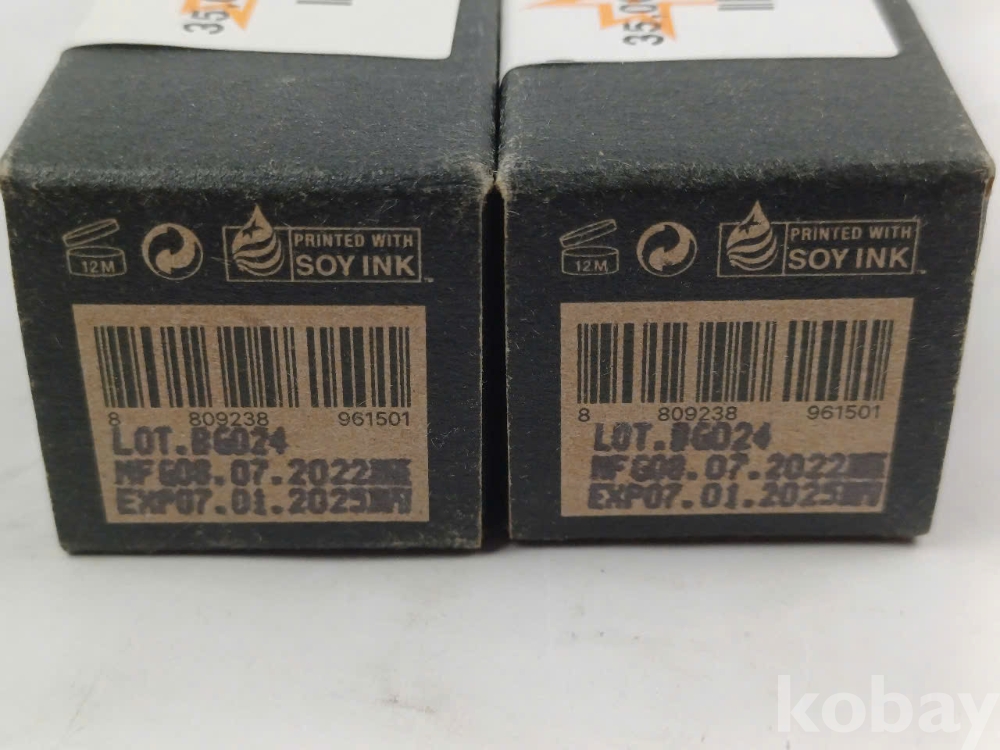 12M
PRINTED WITH
SOY INK
8 809238 961501
LOT.BG024
MFG08.07.2022
EXP07.01.2025
12M
PRINTED WITH
SOY INK
8 809238 961501
LOT.BG024
MFG08.07.2022
EXP07.01.2025
kobay